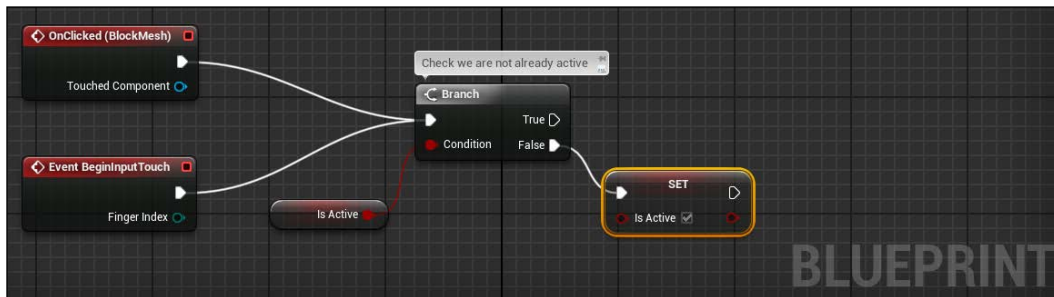 OnClicked (BlockMesh)
Touched Component
Check we are not already active
Branch
True
Condition
False
Event BeginInputTouch
Finger Index
Is Active
SET
Is Active
BLUEPRINT